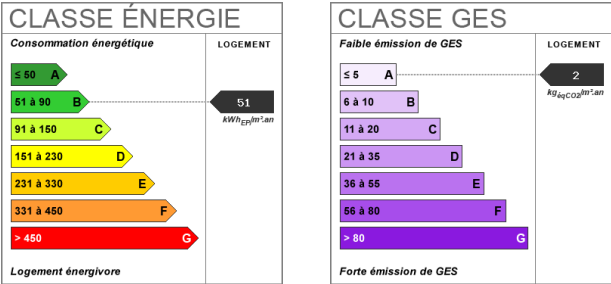 CLASSE ÉNERGIE
Consommation énergétique
LOGEMENT
≤ 50 A
51 à 90 B
51
kWhEP/m².an
91 à 150 C
151 à 230 D
231 à 330 E
331 à 450 F
> 450 G
Logement énergivore
CLASSE GES
Faible émission de GES
LOGEMENT
≤ 5 A
2
kgéqCO2/m².an
6 à 10 B
11 à 20 C
21 à 35 D
36 à 55 E
56 à 80 F
> 80 G
Forte émission de GES